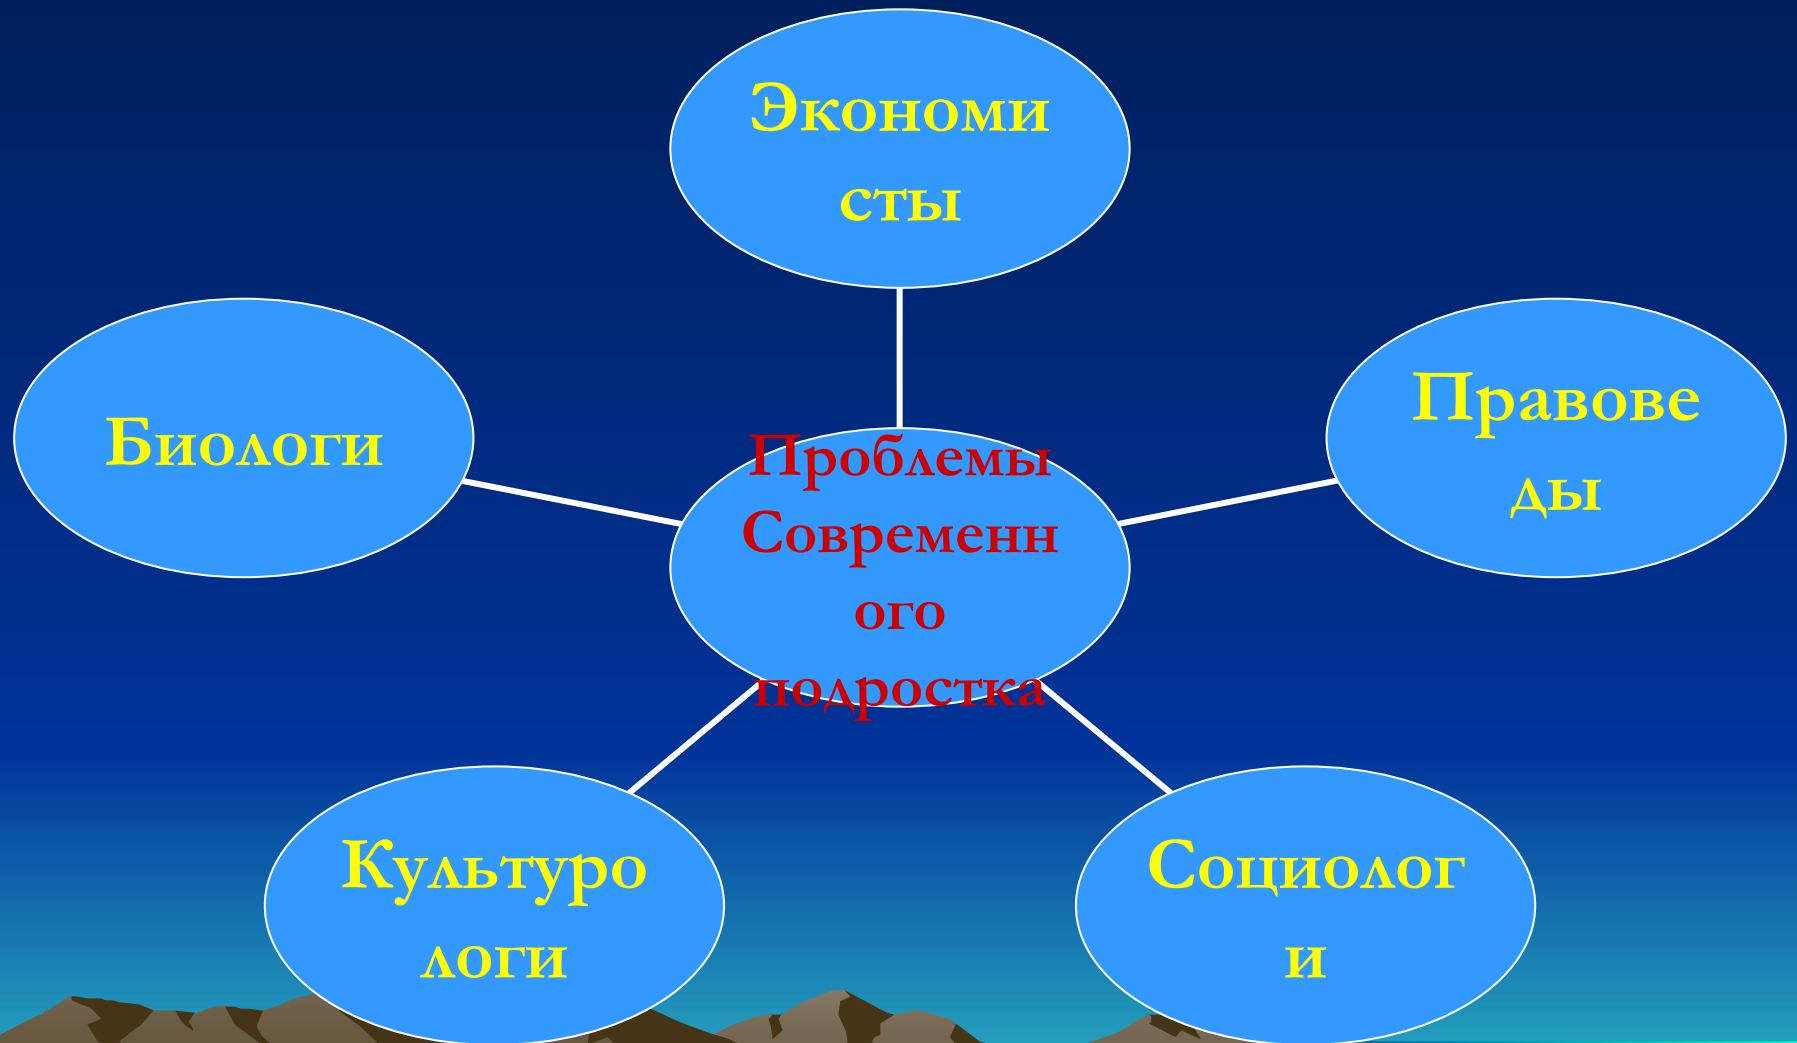 Экономи
сты
Биологи
Правове
ды
Проблемы
Современн
ого
подростка
Культуро
логи
Социолог
и